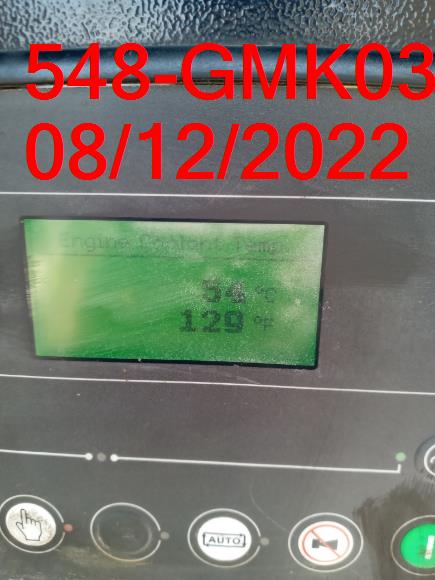 548-GMK03
08/12/2022
Engine Coolant Temp
54 °C
129 °F
AUTO
I